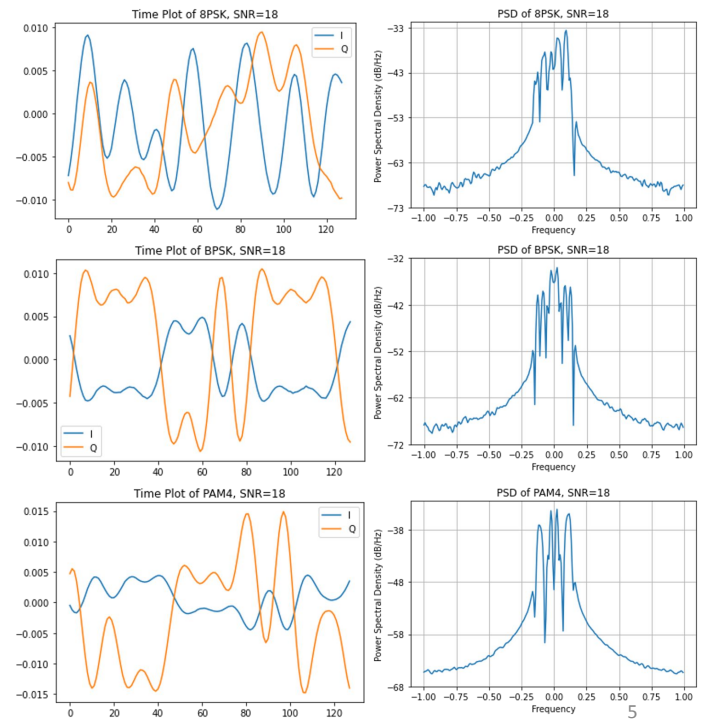 Time Plot of 8PSK, SNR=18
0.010
0.005
0.000
−0.005
−0.010
I
Q
0 20 40 60 80 100 120
PSD of 8PSK, SNR=18
Power Spectral Density (dB/Hz)
−33
−43
−53
−63
−73
−1.00 −0.75 −0.50 −0.25 0.00 0.25 0.50 0.75 1.00
Frequency
Time Plot of BPSK, SNR=18
0.010
0.005
0.000
−0.005
−0.010
I
Q
0 20 40 60 80 100 120
PSD of BPSK, SNR=18
Power Spectral Density (dB/Hz)
−32
−42
−52
−62
−72
−1.00 −0.75 −0.50 −0.25 0.00 0.25 0.50 0.75 1.00
Frequency
Time Plot of PAM4, SNR=18
0.015
0.010
0.005
0.000
−0.005
−0.010
−0.015
I
Q
0 20 40 60 80 100 120
PSD of PAM4, SNR=18
Power Spectral Density (dB/Hz)
−38
−48
−58
−68
−1.00 −0.75 −0.50 −0.25 0.00 0.25 0.50 0.75 1.00
Frequency
5